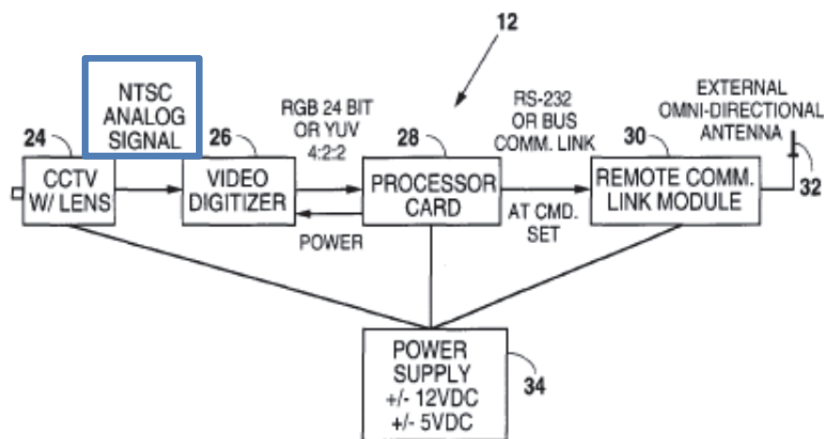 12
NTSC
ANALOG
SIGNAL
RGB 24 BIT
OR YUV
4:2:2
RS-232
OR BUS
COMM. LINK
EXTERNAL
OMNI-DIRECTIONAL
ANTENNA
24
26
28
30
32
CCTV
W/ LENS
VIDEO
DIGITIZER
PROCESSOR
CARD
REMOTE COMM.
LINK MODULE
POWER
AT CMD.
SET
POWER
SUPPLY
+/- 12VDC
+/- 5VDC
34